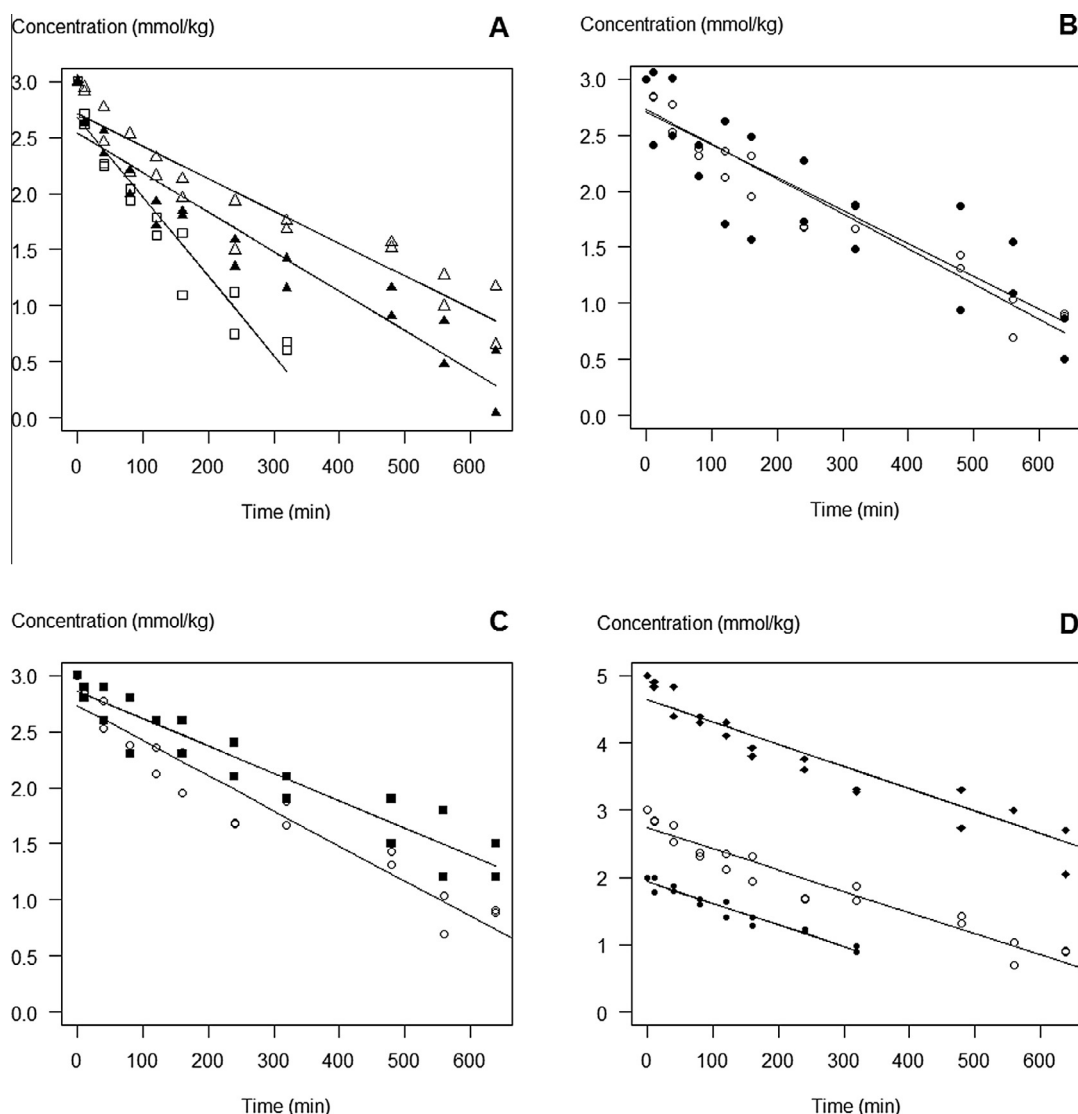 Concentration (mmol/kg) A
3.0
2.5
2.0
1.5
1.0
0.5
0.0
0 100 200 300 400 500 600
Time (min)
Concentration (mmol/kg) B
3.0
2.5
2.0
1.5
1.0
0.5
0.0
0 100 200 300 400 500 600
Time (min)
Concentration (mmol/kg) C
3.0
2.5
2.0
1.5
1.0
0.5
0.0
0 100 200 300 400 500 600
Time (min)
Concentration (mmol/kg) D
5
4
3
2
1
0
0 100 200 300 400 500 600
Time (min)